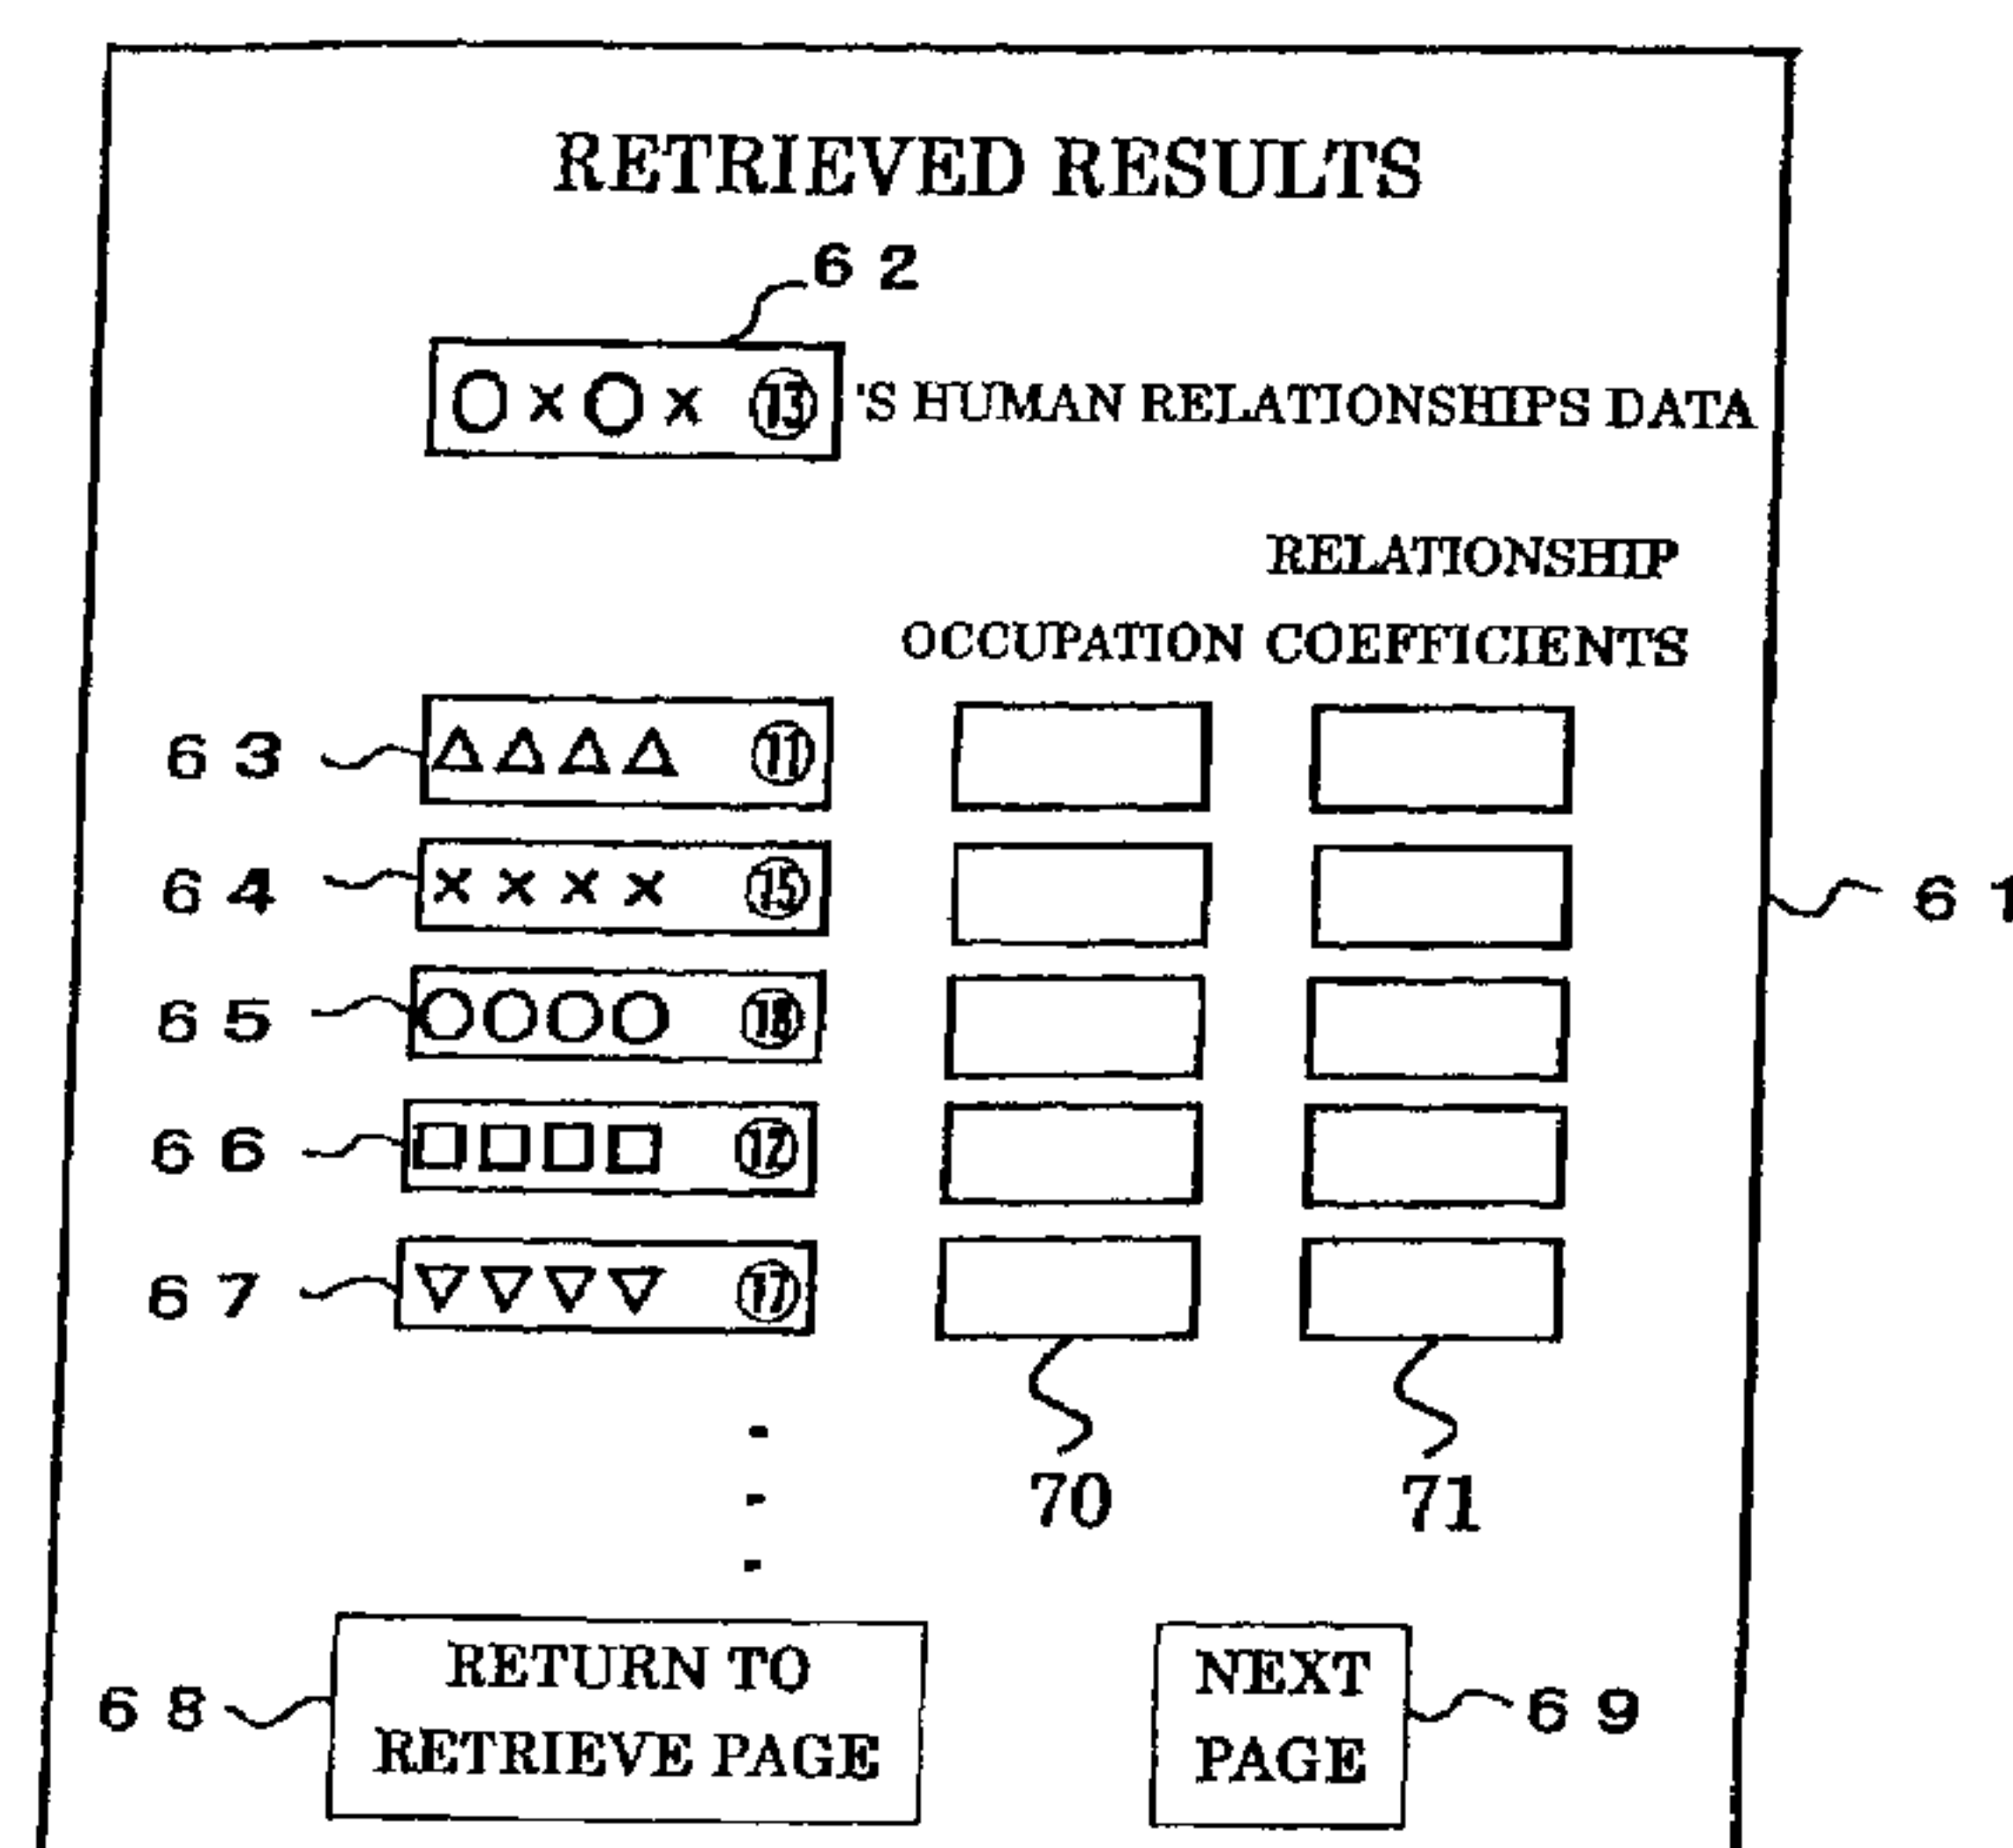 RETRIEVED RESULTS
62
○×○× ⑬ 'S HUMAN RELATIONSHIPS DATA
RELATIONSHIP
OCCUPATION COEFFICIENTS
63 △△△△ ⑪
64 ×××× ⑮
61
65 ○○○○ ⑱
66 □□□□ ⑫
67 ▽▽▽▽ ⑰
70 71
RETURN TO
RETRIEVE PAGE
68
NEXT
PAGE
69